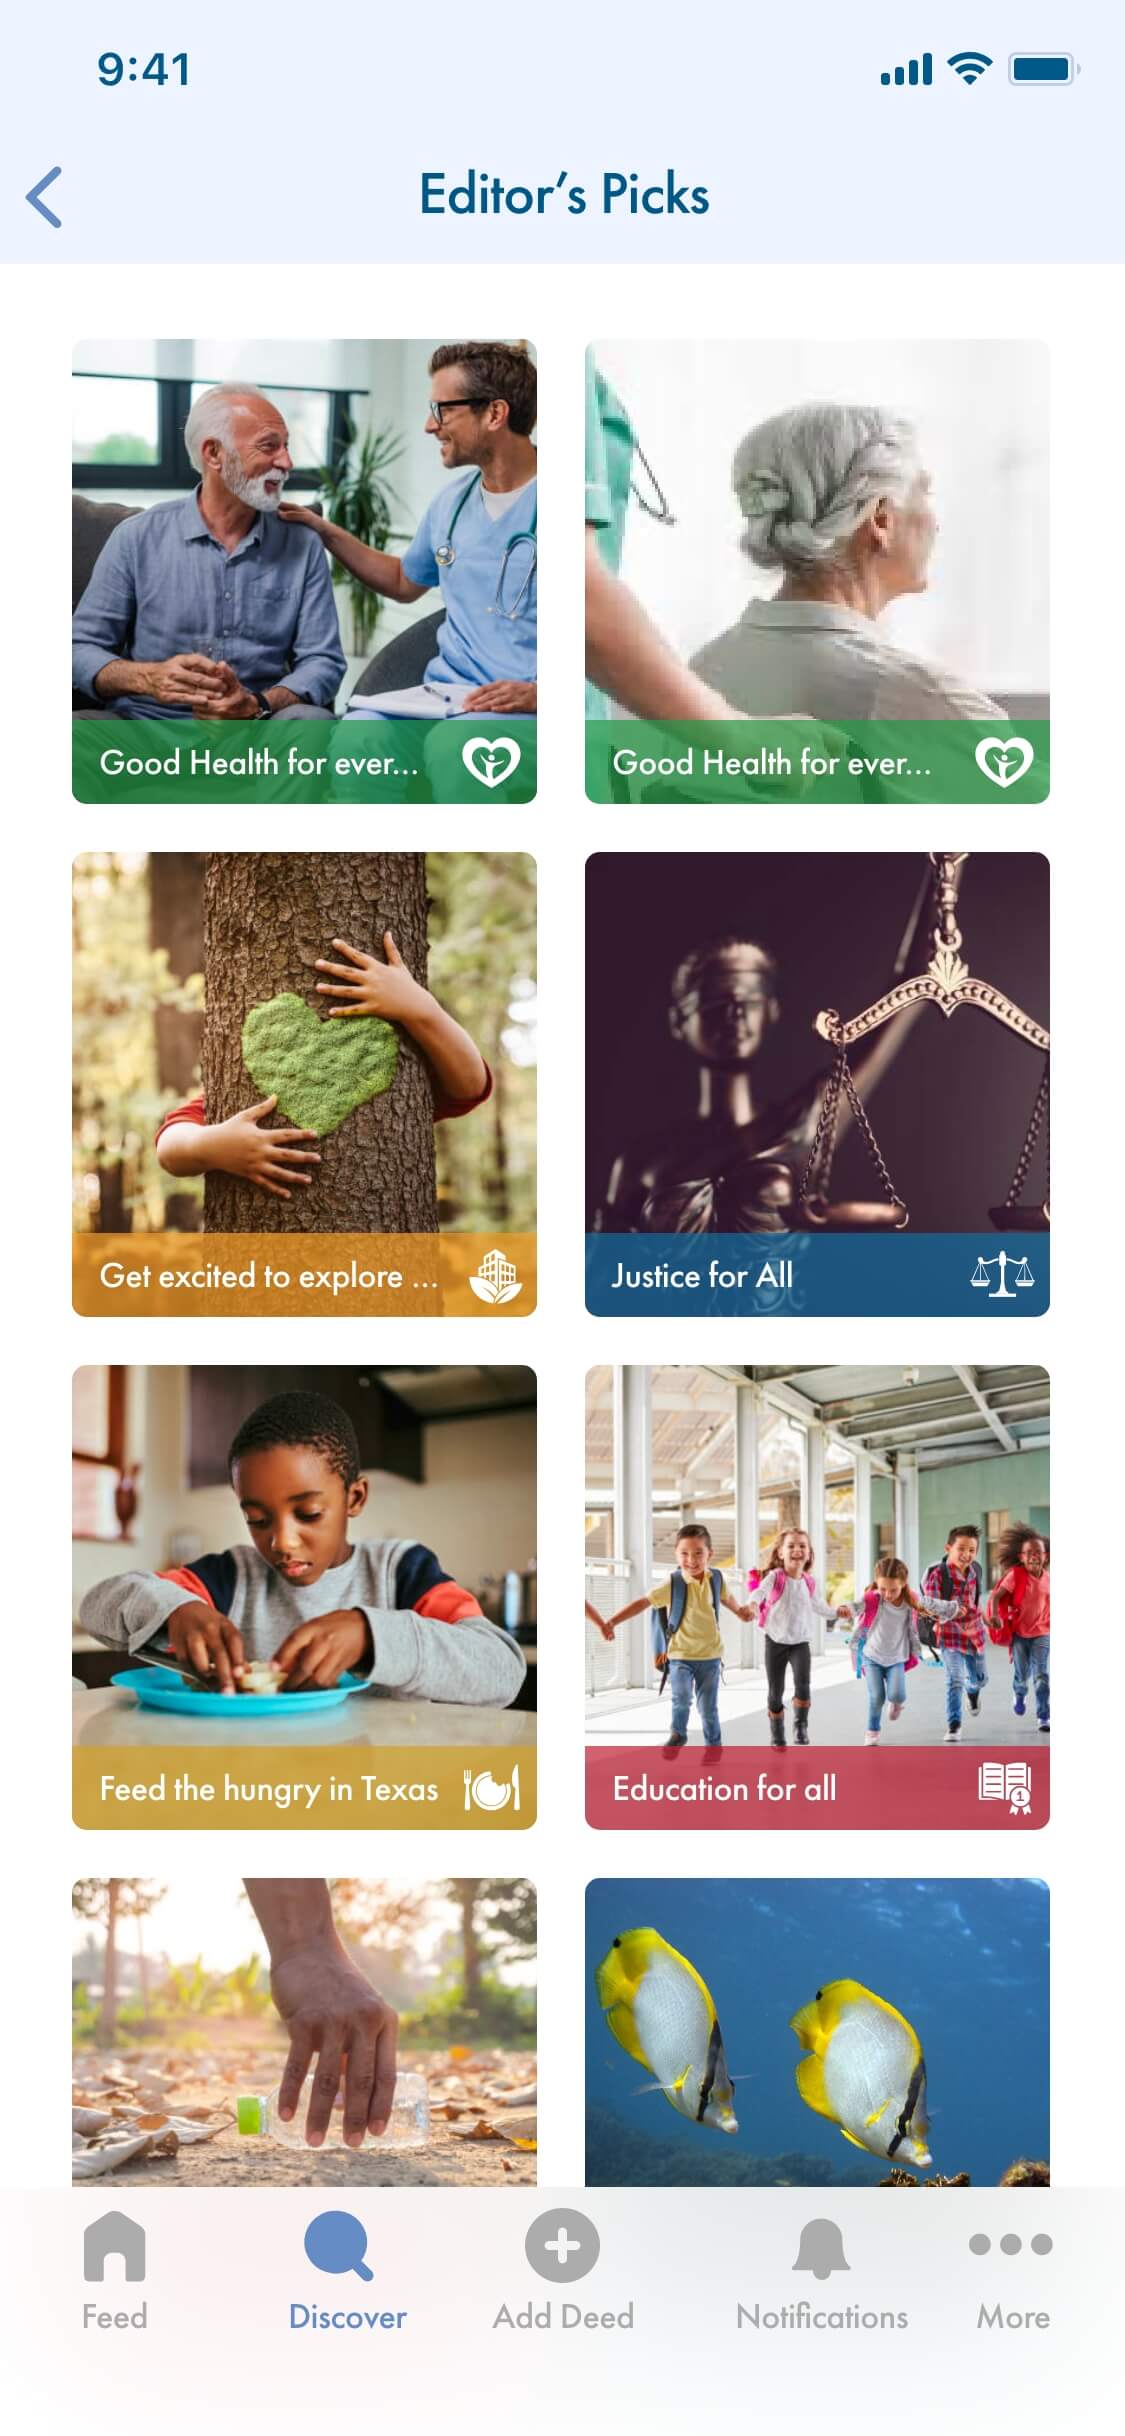 9:41
Editor’s Picks
Good Health for ever...
Good Health for ever...
Get excited to explore ...
Justice for All
Feed the hungry in Texas
Education for all
1
Feed
Discover
Add Deed
Notifications
More